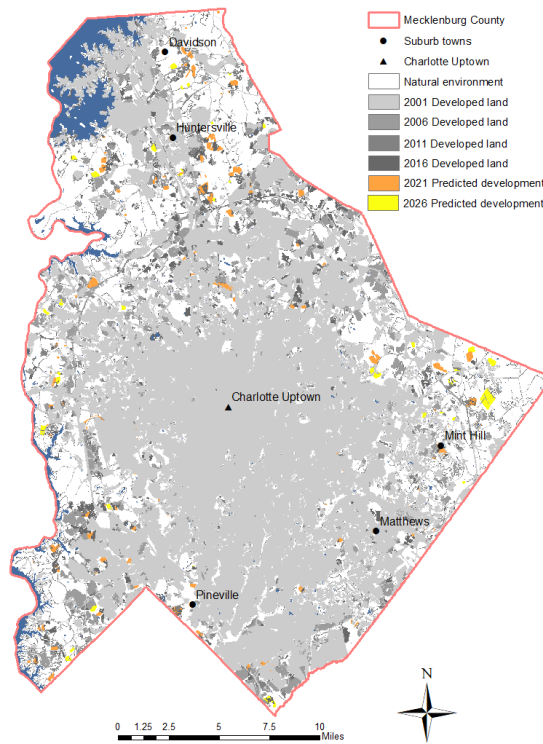 Mecklenburg County
Suburb towns
Charlotte Uptown
Natural environment
2001 Developed land
2006 Developed land
2011 Developed land
2016 Developed land
2021 Predicted development
2026 Predicted development
Davidson
Huntersville
Charlotte Uptown
Mint Hill
Matthews
Pineville
N
0 1.25 2.5 5 7.5 10
Miles